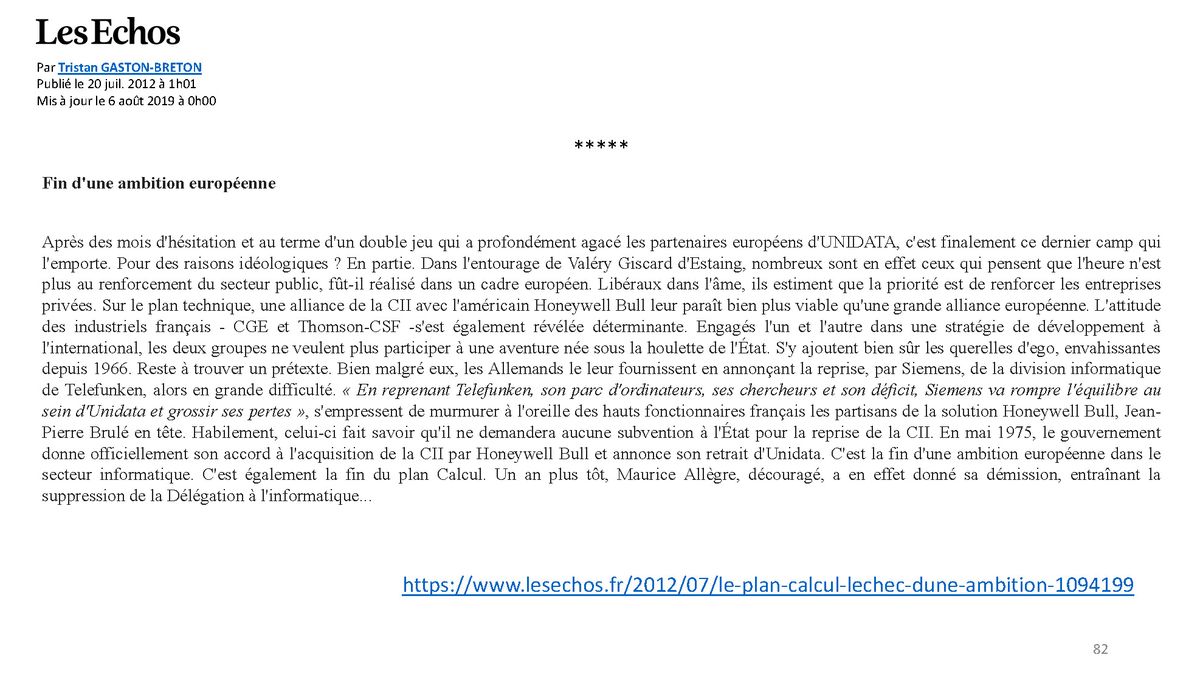 Les Echos
Par Tristan GASTON-BRETON
Publié le 20 juil. 2012 à 1h01
Mis à jour le 6 août 2019 à 0h00
*****
Fin d'une ambition européenne
Après des mois d'hésitation et au terme d'un double jeu qui a profondément agacé les partenaires européens d'UNIDATA, c'est finalement ce dernier camp qui
l'emporte. Pour des raisons idéologiques ? En partie. Dans l'entourage de Valéry Giscard d'Estaing, nombreux sont en effet ceux qui pensent que l'heure n'est
plus au renforcement du secteur public, fût-il réalisé dans un cadre européen. Libéraux dans l'âme, ils estiment que la priorité est de renforcer les entreprises
privées. Sur le plan technique, une alliance de la CII avec l'américain Honeywell Bull leur paraît bien plus viable qu'une grande alliance européenne. L'attitude
des industriels français - CGE et Thomson-CSF -s'est également révélée déterminante. Engagés l'un et l'autre dans une stratégie de développement à
l'international, les deux groupes ne veulent plus participer à une aventure née sous la houlette de l'État. S'y ajoutent bien sûr les querelles d'ego, envahissantes
depuis 1966. Reste à trouver un prétexte. Bien malgré eux, les Allemands le leur fournissent en annonçant la reprise, par Siemens, de la division informatique
de Telefunken, alors en grande difficulté. « En reprenant Telefunken, son parc d'ordinateurs, ses chercheurs et son déficit, Siemens va rompre l'équilibre au
sein d'Unidata et grossir ses pertes », s'empressent de murmurer à l'oreille des hauts fonctionnaires français les partisans de la solution Honeywell Bull, Jean-
Pierre Brulé en tête. Habilement, celui-ci fait savoir qu'il ne demandera aucune subvention à l'État pour la reprise de la CII. En mai 1975, le gouvernement
donne officiellement son accord à l'acquisition de la CII par Honeywell Bull et annonce son retrait d'Unidata. C'est la fin d'une ambition européenne dans le
secteur informatique. C'est également la fin du plan Calcul. Un an plus tôt, Maurice Allègre, découragé, a en effet donné sa démission, entraînant la
suppression de la Délégation à l'informatique...
https://www.lesechos.fr/2012/07/le-plan-calcul-lechec-dune-ambition-1094199
82